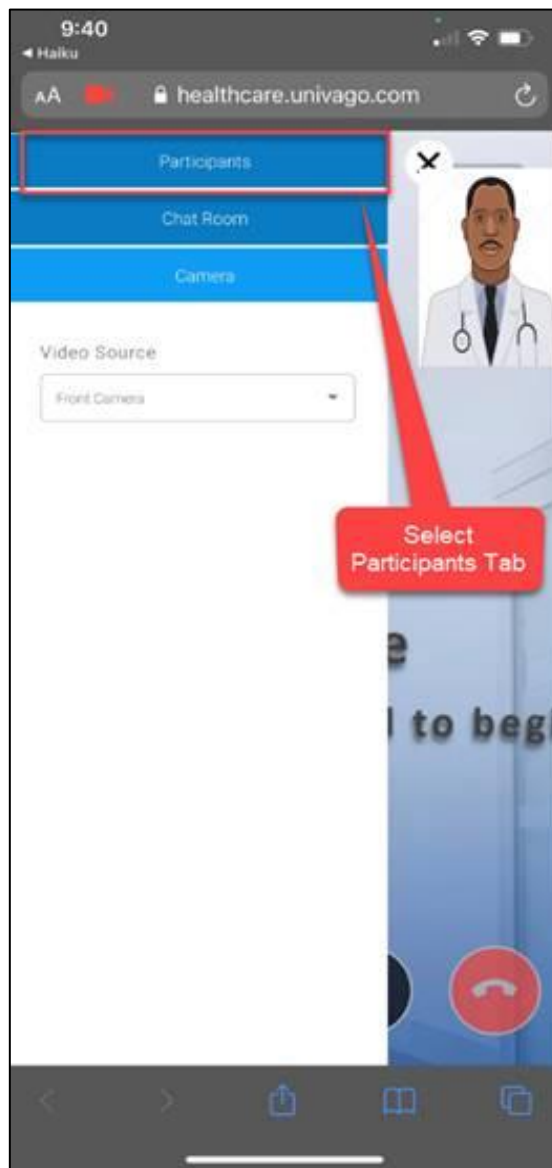 9:40
◄ Haiku
AA healthcare.univago.com
Participants
Chat Room
Camera
Video Source
Front Camera
Select
Participants Tab
e
to begi